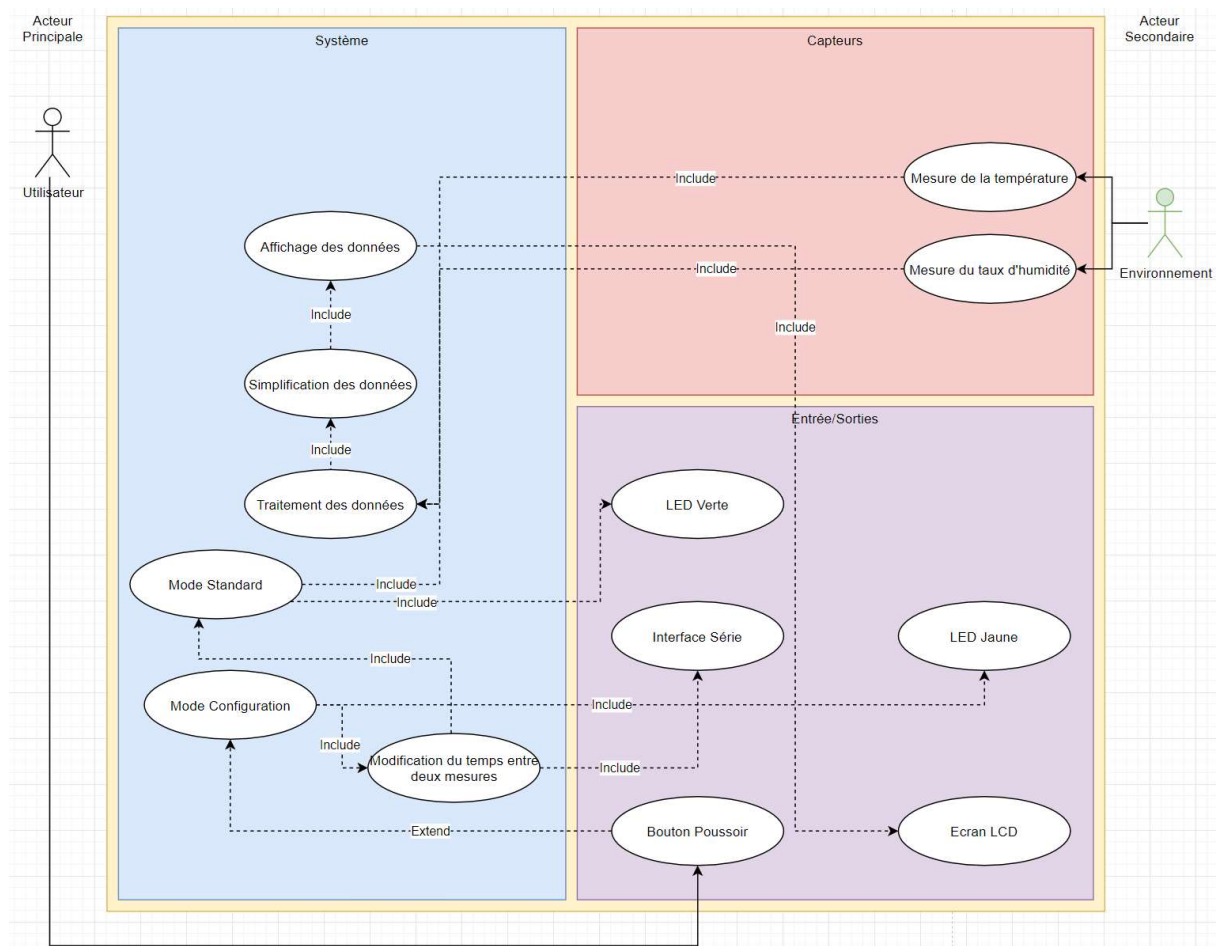 Acteur
Principale
Système
Capteurs
Acteur
Secondaire
Utilisateur
Include
Mesure de la température
Affichage des données
Include
Mesure du taux d'humidité
Environnement
Include
Include
Simplification des données
Entrée/Sorties
Include
Traitement des données
LED Verte
Mode Standard
Include
Include
Interface Série
LED Jaune
Include
Mode Configuration
Include
Include
Modification du temps entre
deux mesures
Include
Extend
Bouton Poussoir
Ecran LCD